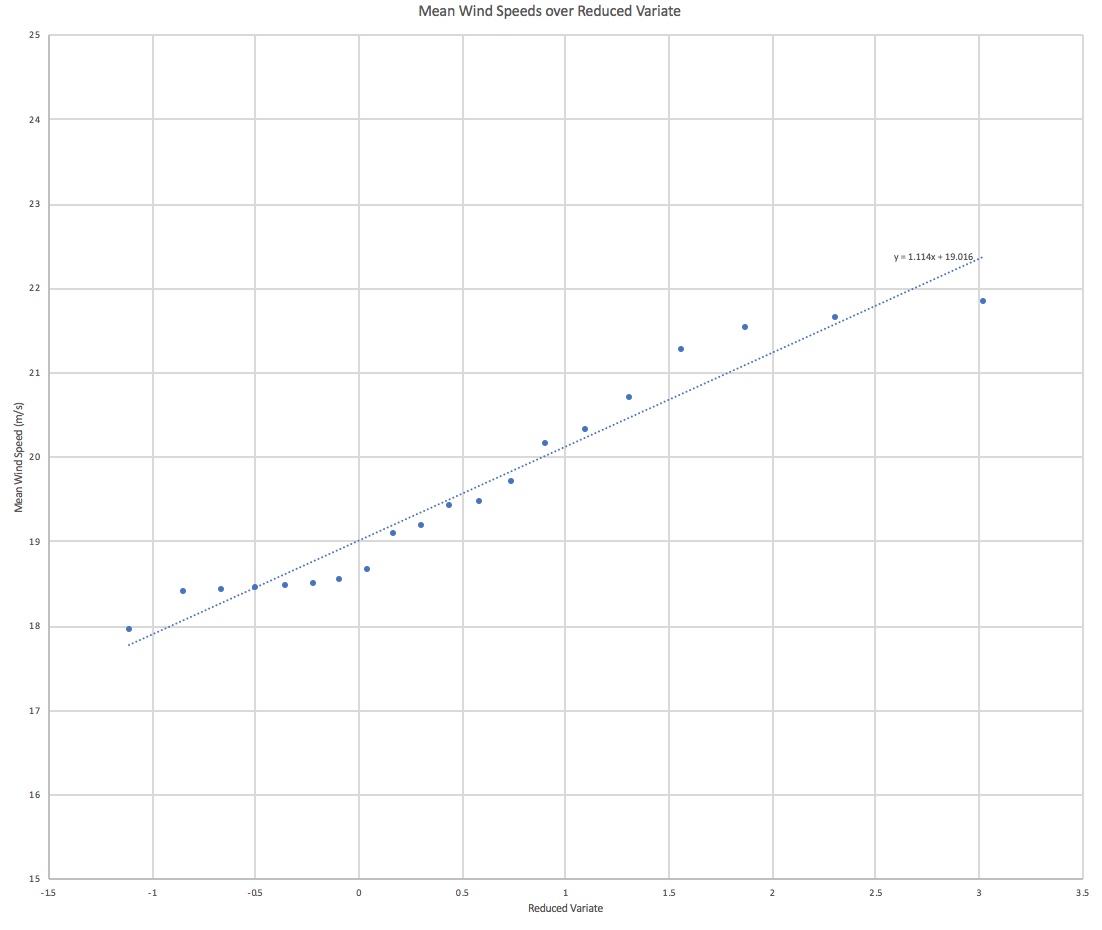 Mean Wind Speeds over Reduced Variate
25
24
23
y = 1.114x + 19.016
22
21
Mean Wind Speed (m/s)
20
19
18
17
16
15
-1.5 -1 -0.5 0 0.5 1 1.5 2 2.5 3 3.5
Reduced Variate